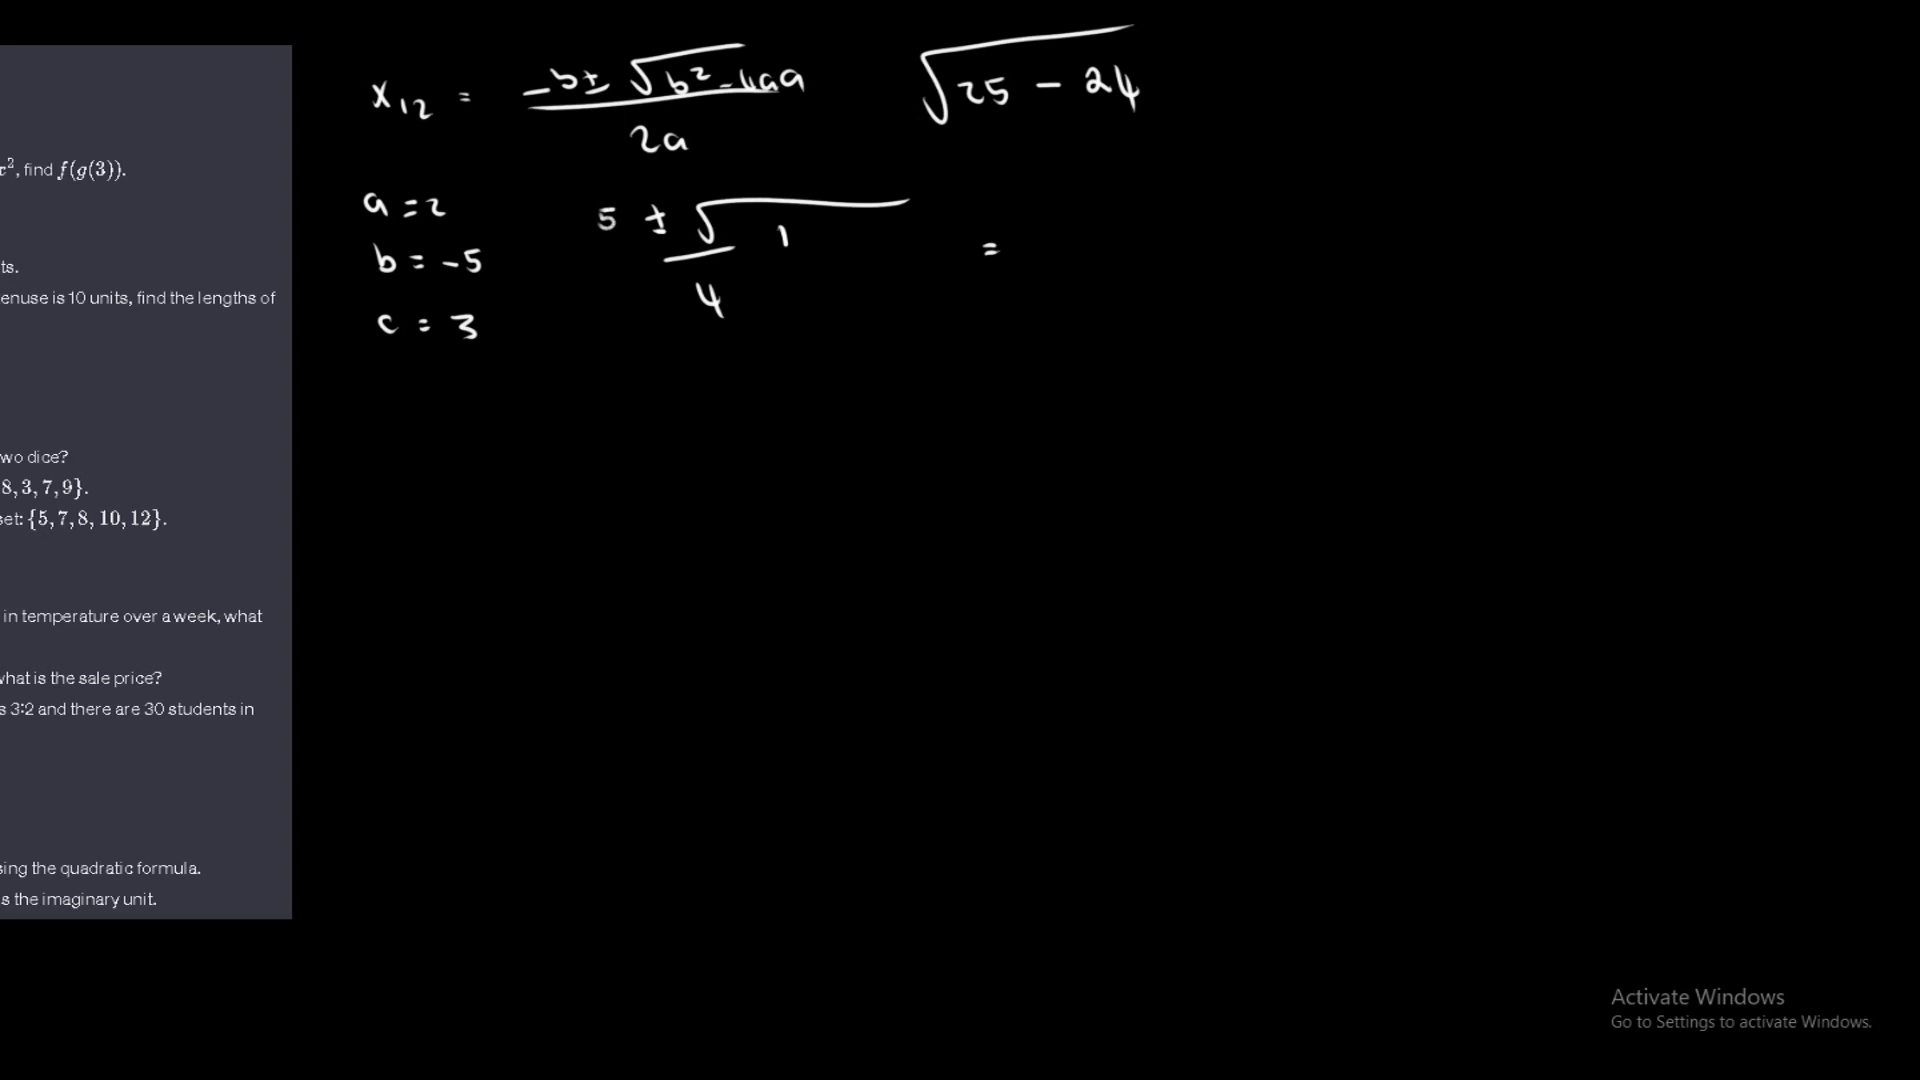 x², find f(g(3)).
ts.
enuse is 10 units, find the lengths of
wo dice?
8, 3, 7, 9}.
set: {5, 7, 8, 10, 12}.
in temperature over a week, what
what is the sale price?
s 3:2 and there are 30 students in
sing the quadratic formula.
s the imaginary unit.
x₁₂ = (-b ± √(b² - 4aa)) / 2a
√(25 - 24)
a = 2
b = -5
c = 3
(5 ± √1) / 4 =
Activate Windows
Go to Settings to activate Windows.